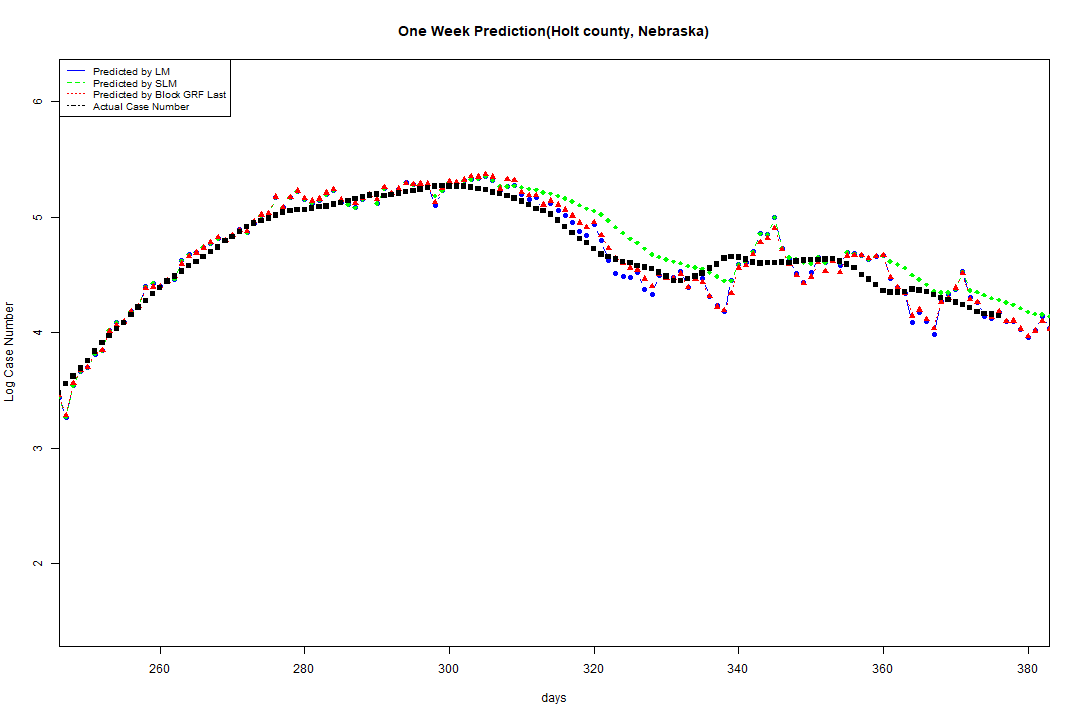 One Week Prediction(Holt county, Nebraska)
Predicted by LM
Predicted by SLM
Predicted by Block GRF Last
Actual Case Number
6
5
4
3
2
Log Case Number
260 280 300 320 340 360 380
days